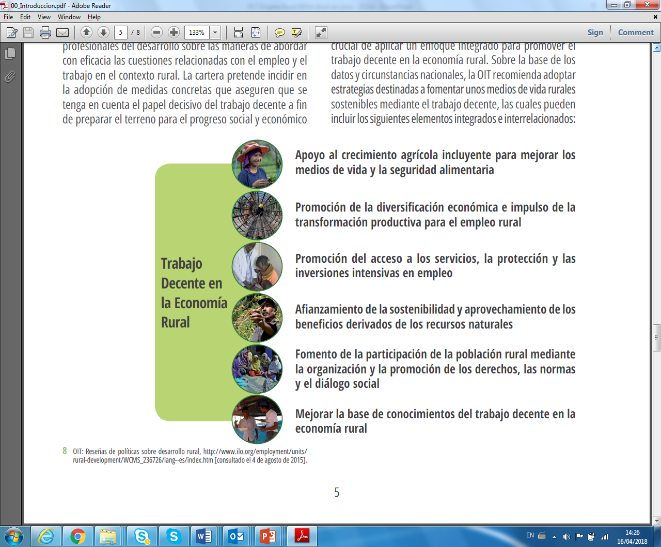 00_Introduccion.pdf - Adobe Reader
File Edit View Window Help
5 / 8 133% Sign Comment
profesionales del desarrollo sobre las maneras de abordar
con eficacia las cuestiones relacionadas con el empleo y el
trabajo en el contexto rural. La cartera pretende incidir en
la adopción de medidas concretas que aseguren que se
tenga en cuenta el papel decisivo del trabajo decente a fin
de preparar el terreno para el progreso social y económico
crucial de aplicar un enfoque integrado para promover el
trabajo decente en la economía rural. Sobre la base de los
datos y circunstancias nacionales, la OIT recomienda adoptar
estrategias destinadas a fomentar unos medios de vida rurales
sostenibles mediante el trabajo decente, las cuales pueden
incluir los siguientes elementos integrados e interrelacionados:
Trabajo
Decente en
la Economía
Rural
Apoyo al crecimiento agrícola incluyente para mejorar los
medios de vida y la seguridad alimentaria
Promoción de la diversificación económica e impulso de la
transformación productiva para el empleo rural
Promoción del acceso a los servicios, la protección y las
inversiones intensivas en empleo
Afianzamiento de la sostenibilidad y aprovechamiento de los
beneficios derivados de los recursos naturales
Fomento de la participación de la población rural mediante
la organización y la promoción de los derechos, las normas
y el diálogo social
Mejorar la base de conocimientos del trabajo decente en la
economía rural
8 OIT: Reseñas de políticas sobre desarrollo rural, http://www.ilo.org/employment/units/
rural-development/WCMS_236726/lang--es/index.htm [consultado el 4 de agosto de 2015].
5
EN 14:26
16/04/2018